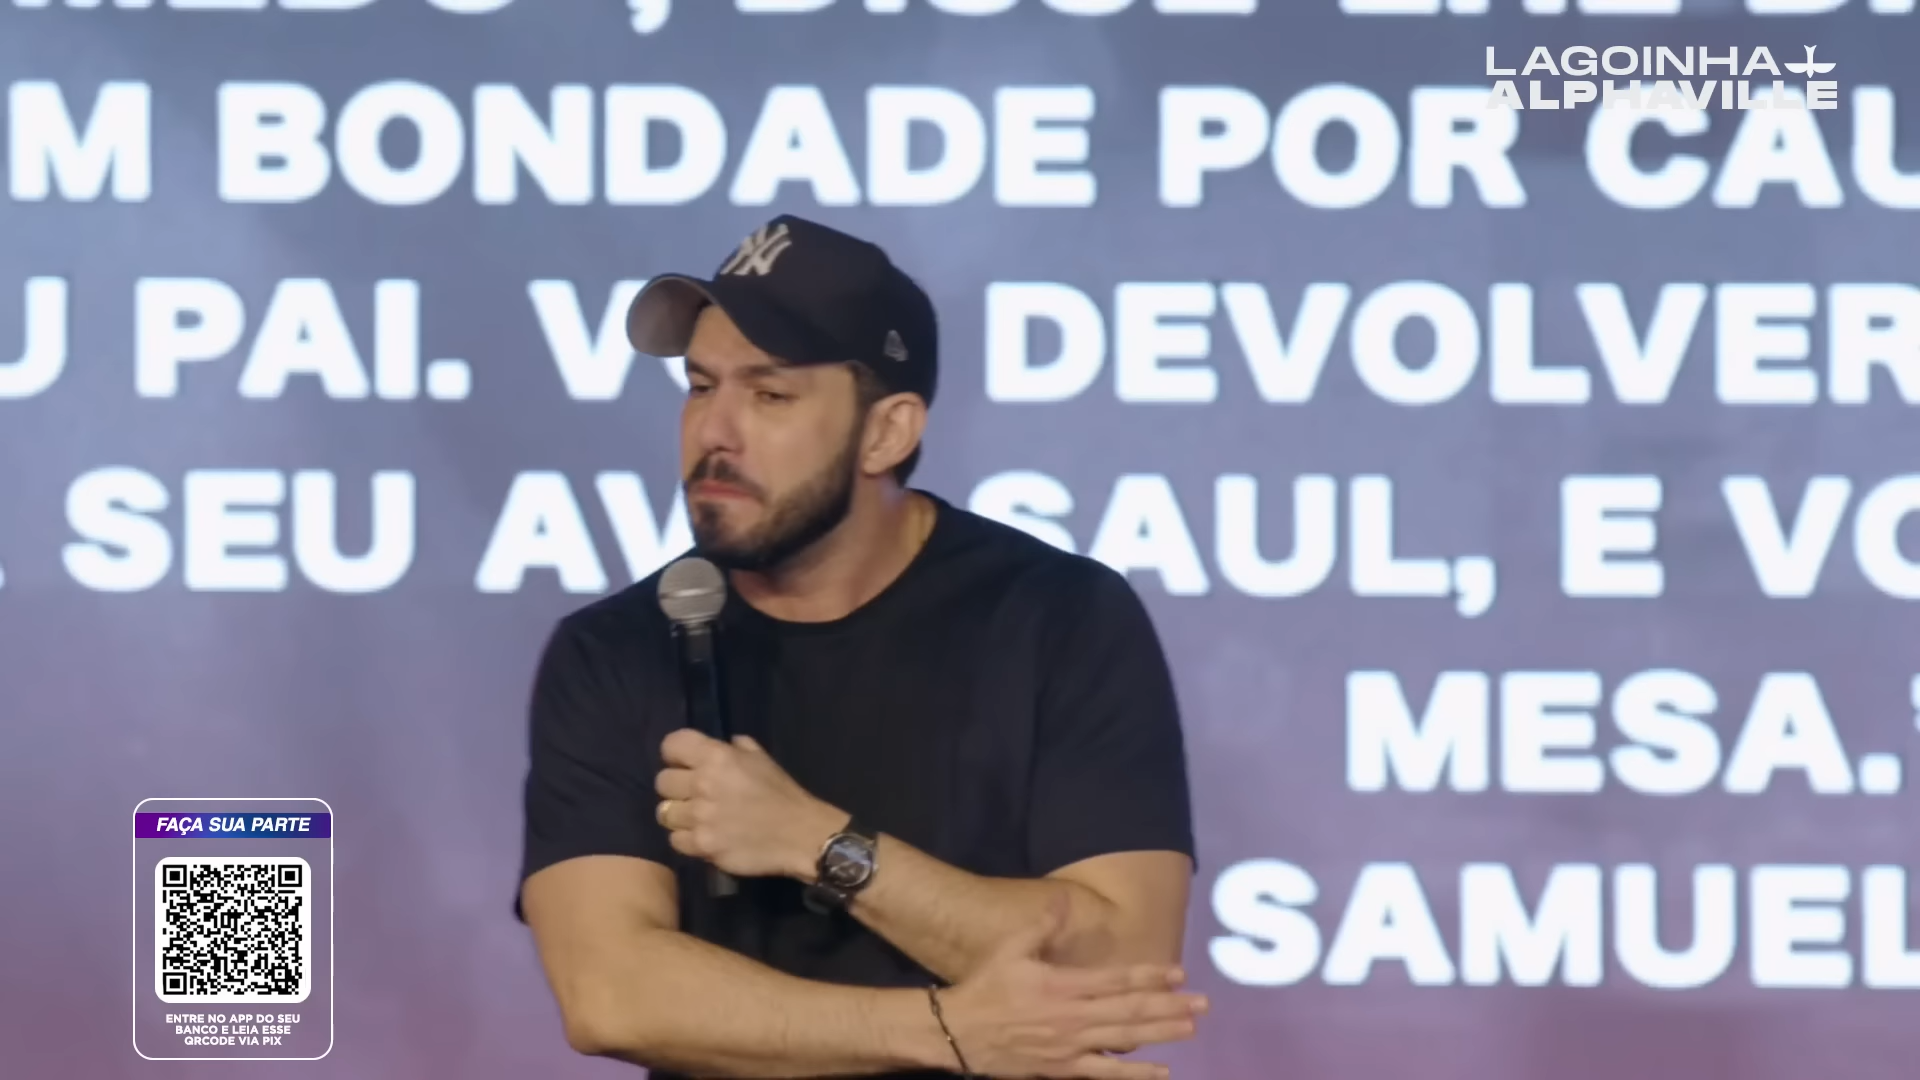 LAGOINHA
ALPHAVILLE
M BONDADE POR CAU
U PAI. DEVOLVER
SEU SAUL, E VO
MESA.
SAMUEL
NY
FAÇA SUA PARTE
ENTRE NO APP DO SEU
BANCO E LEIA ESSE
QRCODE VIA PIX